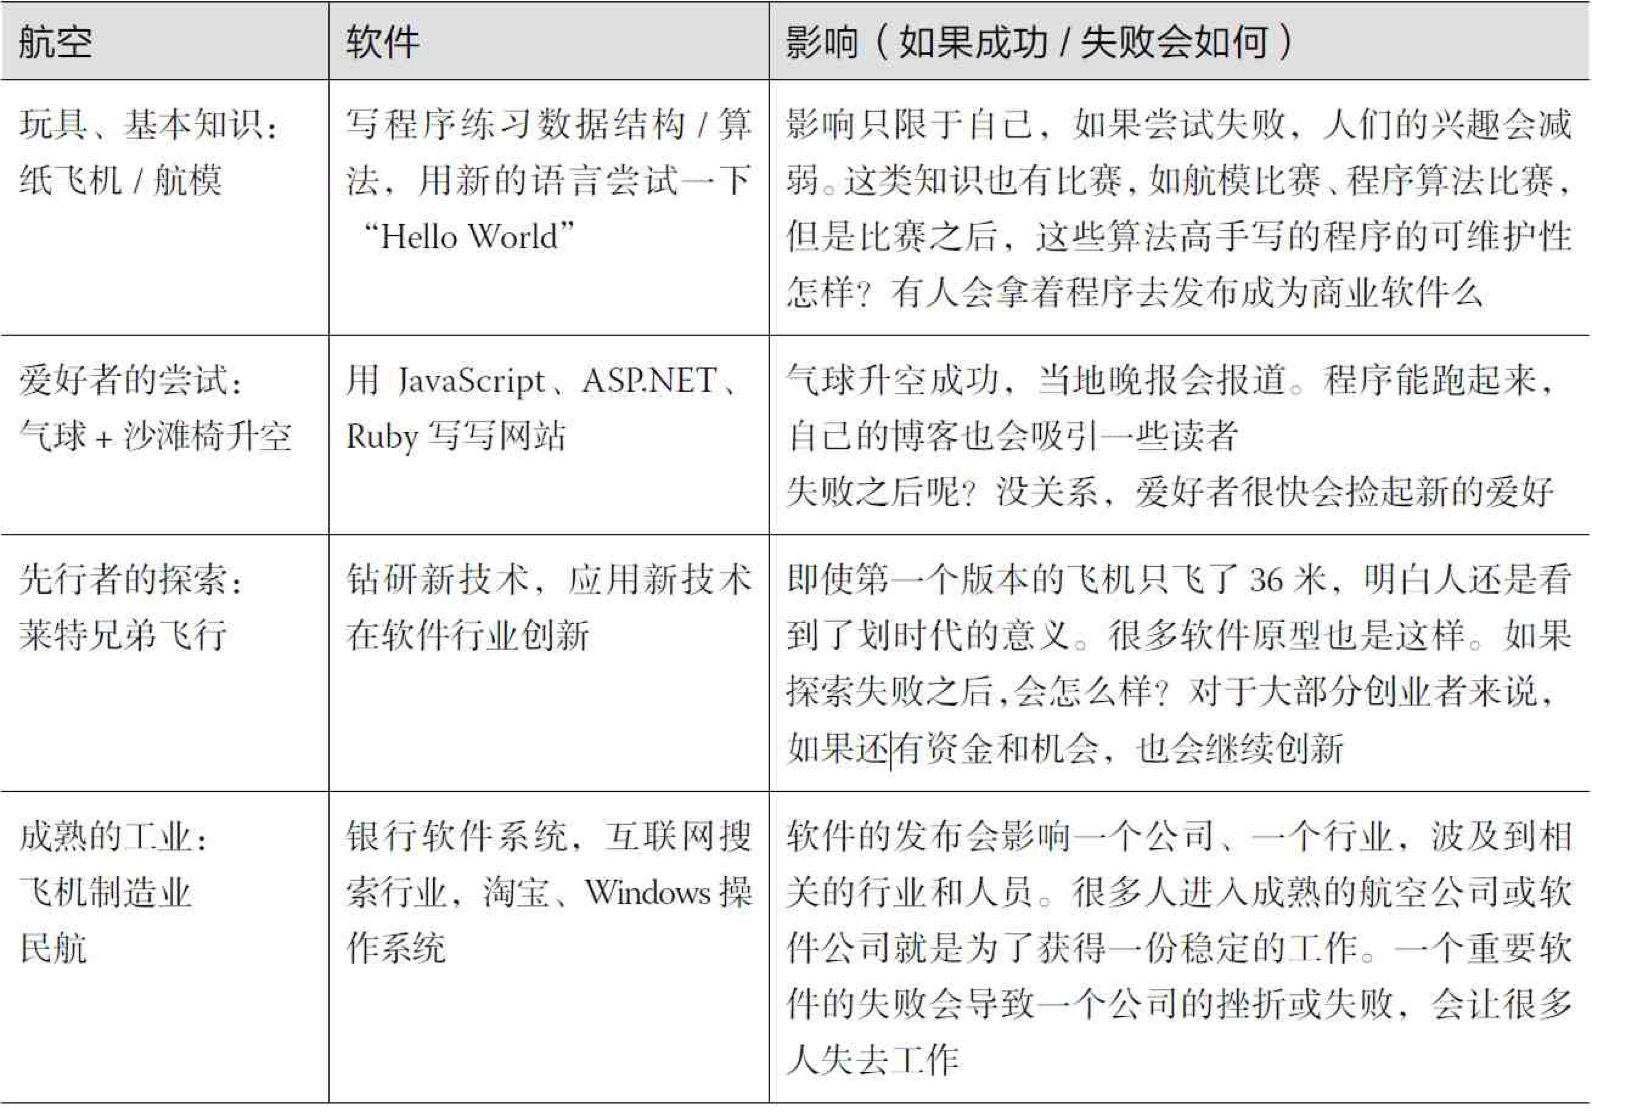 航空
软件
影响（如果成功 / 失败会如何）
玩具、基本知识：
纸飞机 / 航模
写程序练习数据结构 / 算
法，用新的语言尝试一下
“Hello World”
影响只限于自己，如果尝试失败，人们的兴趣会减
弱。这类知识也有比赛，如航模比赛、程序算法比赛，
但是比赛之后，这些算法高手写的程序的可维护性
怎样？有人会拿着程序去发布成为商业软件么
爱好者的尝试：
气球 + 沙滩椅升空
用 JavaScript、ASP.NET、
Ruby 写写网站
气球升空成功，当地晚报会报道。程序能跑起来，
自己的博客也会吸引一些读者
失败之后呢？没关系，爱好者很快会捡起新的爱好
先行者的探索：
莱特兄弟飞行
钻研新技术，应用新技术
在软件行业创新
即使第一个版本的飞机只飞了 36 米，明白人还是看
到了划时代的意义。很多软件原型也是这样。如果
探索失败之后，会怎么样？对于大部分创业者来说，
如果还有资金和机会，也会继续创新
成熟的工业：
飞机制造业
民航
银行软件系统，互联网搜
索行业，淘宝、Windows 操
作系统
软件的发布会影响一个公司、一个行业，波及到相
关的行业和人员。很多人进入成熟的航空公司或软
件公司就是为了获得一份稳定的工作。一个重要软
件的失败会导致一个公司的挫折或失败，会让很多
人失去工作